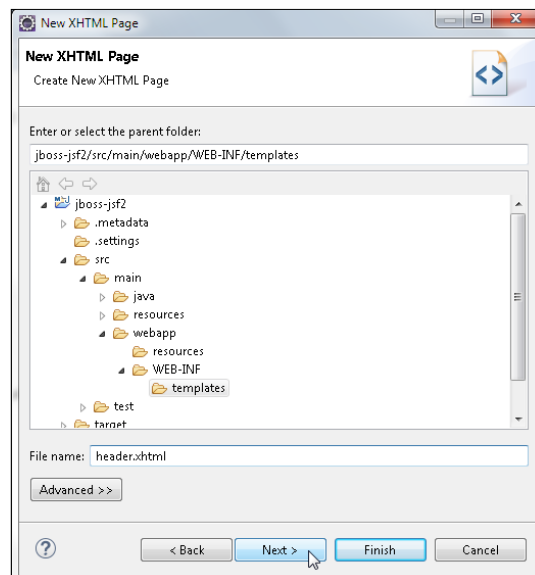 New XHTML Page
New XHTML Page
Create New XHTML Page
Enter or select the parent folder:
jboss-jsf2/src/main/webapp/WEB-INF/templates
jboss-jsf2
.metadata
.settings
src
main
java
resources
webapp
resources
WEB-INF
templates
test
target
File name: header.xhtml
Advanced >>
? < Back Next > Finish Cancel